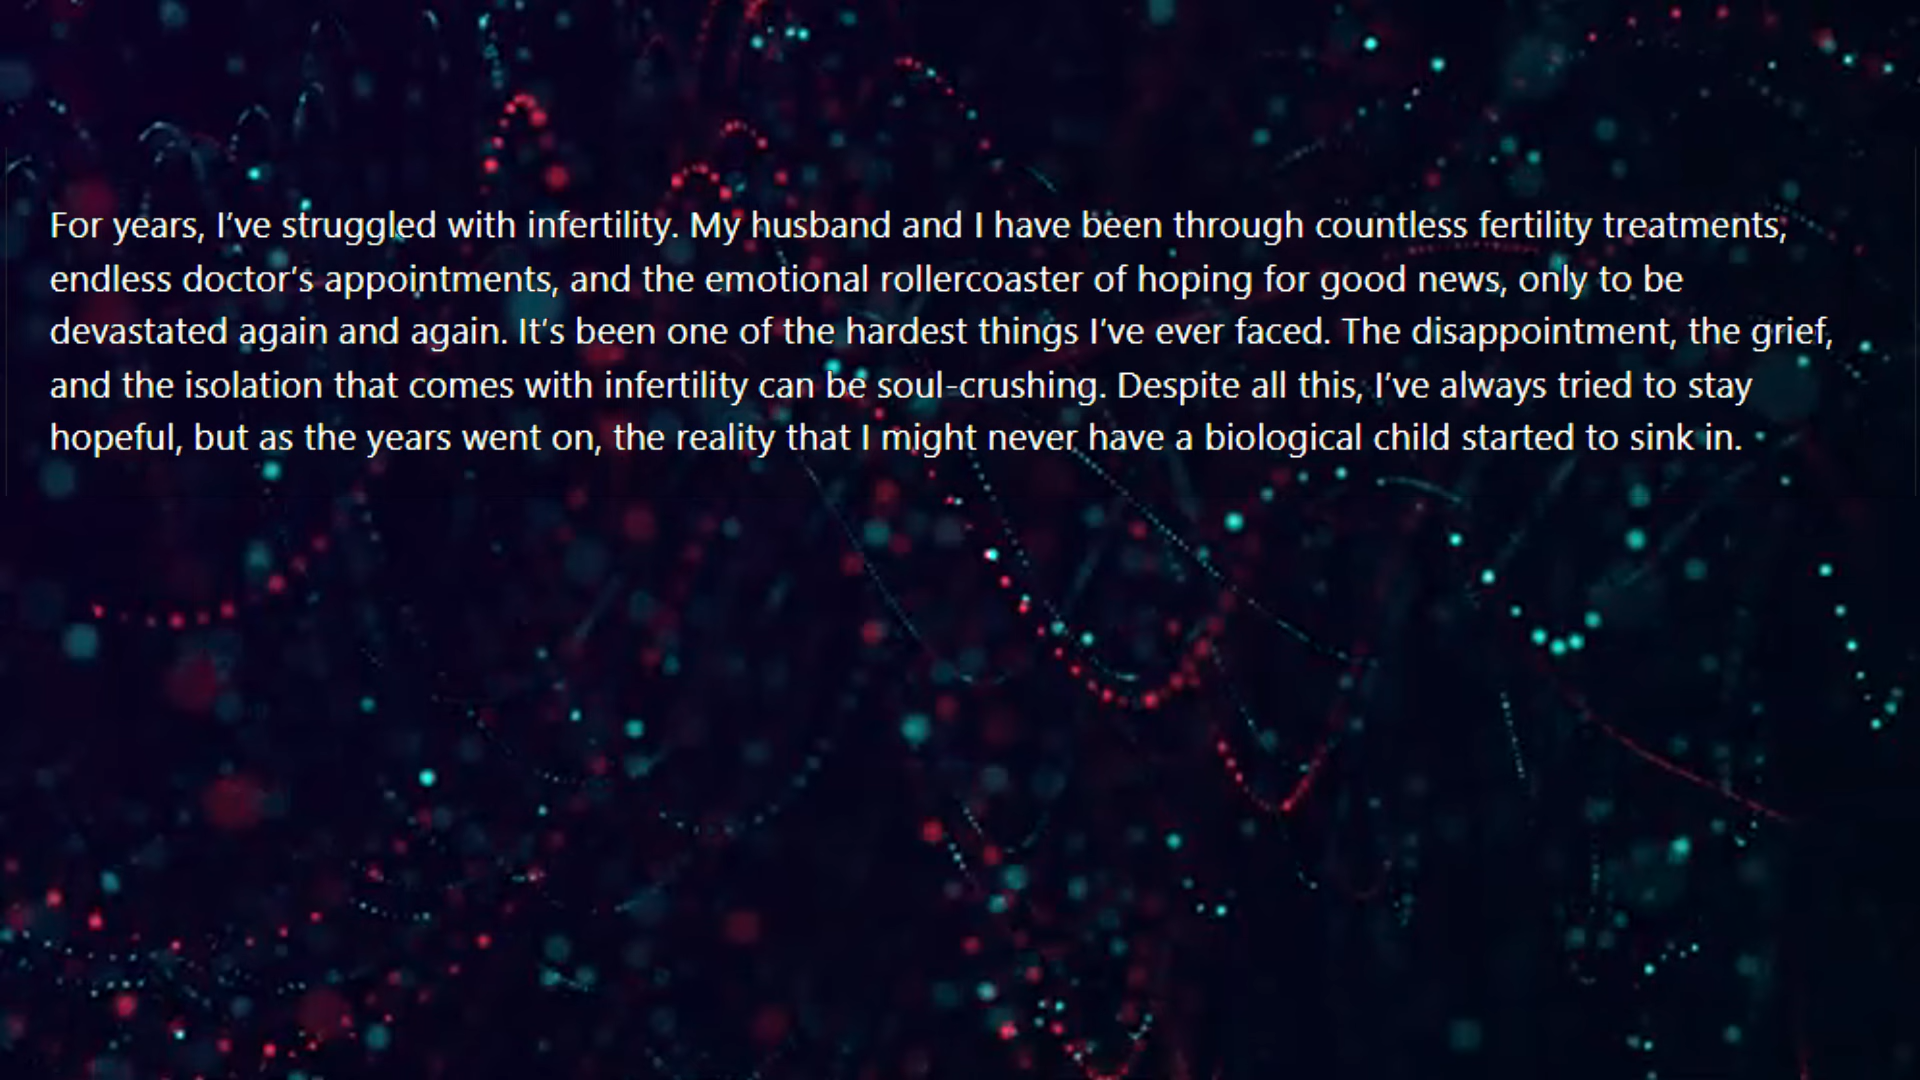 For years, I’ve struggled with infertility. My husband and I have been through countless fertility treatments,
endless doctor’s appointments, and the emotional rollercoaster of hoping for good news, only to be
devastated again and again. It’s been one of the hardest things I’ve ever faced. The disappointment, the grief,
and the isolation that comes with infertility can be soul-crushing. Despite all this, I’ve always tried to stay
hopeful, but as the years went on, the reality that I might never have a biological child started to sink in.